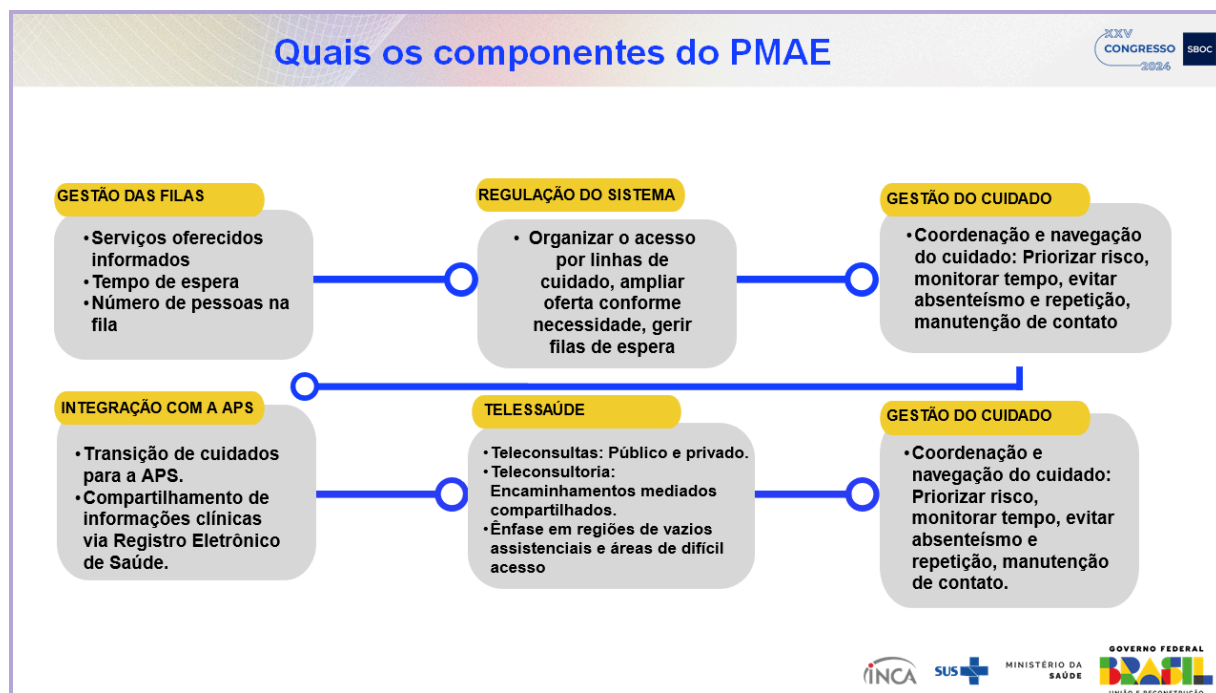 Quais os componentes do PMAE
XXV
CONGRESSO
2024
SBOC
GESTÃO DAS FILAS
•Serviços oferecidos
informados
•Tempo de espera
•Número de pessoas na
fila
REGULAÇÃO DO SISTEMA
• Organizar o acesso
por linhas de
cuidado, ampliar
oferta conforme
necessidade, gerir
filas de espera
GESTÃO DO CUIDADO
•Coordenação e navegação
do cuidado: Priorizar risco,
monitorar tempo, evitar
absenteísmo e repetição,
manutenção de contato
INTEGRAÇÃO COM A APS
•Transição de cuidados
para a APS.
•Compartilhamento de
informações clínicas
via Registro Eletrônico
de Saúde.
TELESSAÚDE
•Teleconsultas: Público e privado.
•Teleconsultoria:
Encaminhamentos mediados
compartilhados.
•Ênfase em regiões de vazios
assistenciais e áreas de difícil
acesso
GESTÃO DO CUIDADO
•Coordenação e
navegação do cuidado:
Priorizar risco,
monitorar tempo, evitar
absenteísmo e
repetição, manutenção
de contato.
INCA
SUS
MINISTÉRIO DA
SAÚDE
GOVERNO FEDERAL
BRASIL
UNIÃO E RECONSTRUÇÃO